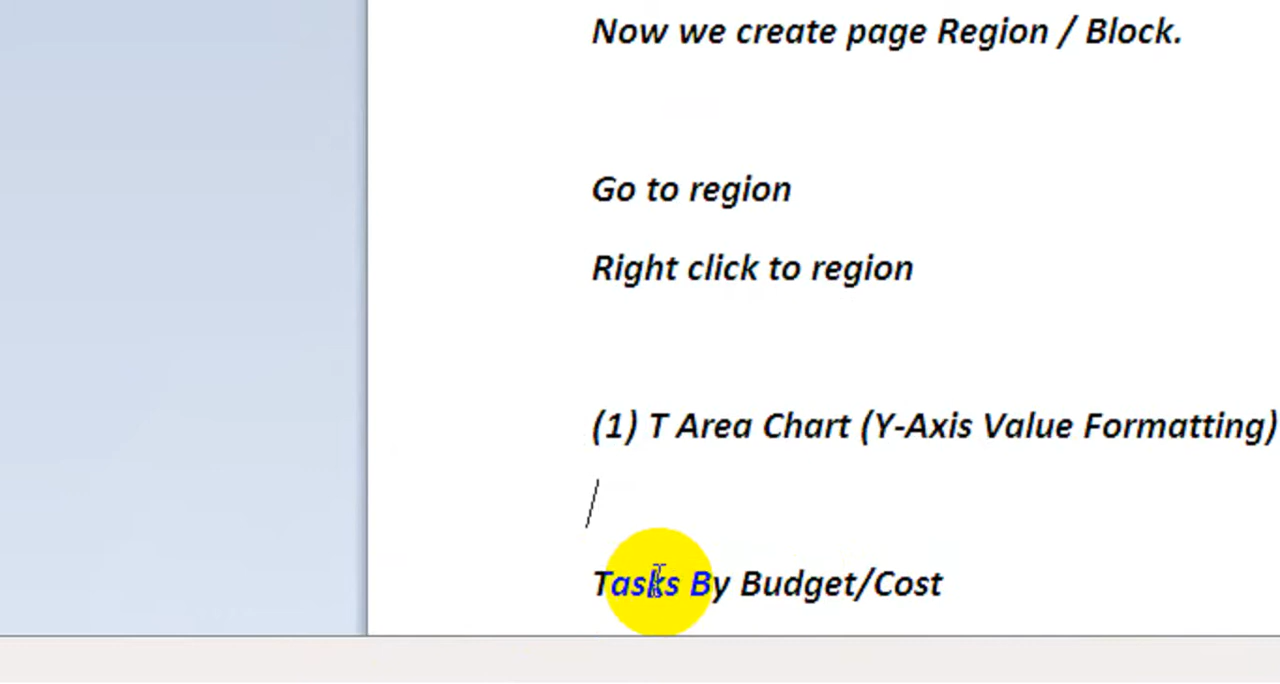 Now we create page Region / Block.
Go to region
Right click to region
(1) T Area Chart (Y-Axis Value Formatting)
Tasks By Budget/Cost